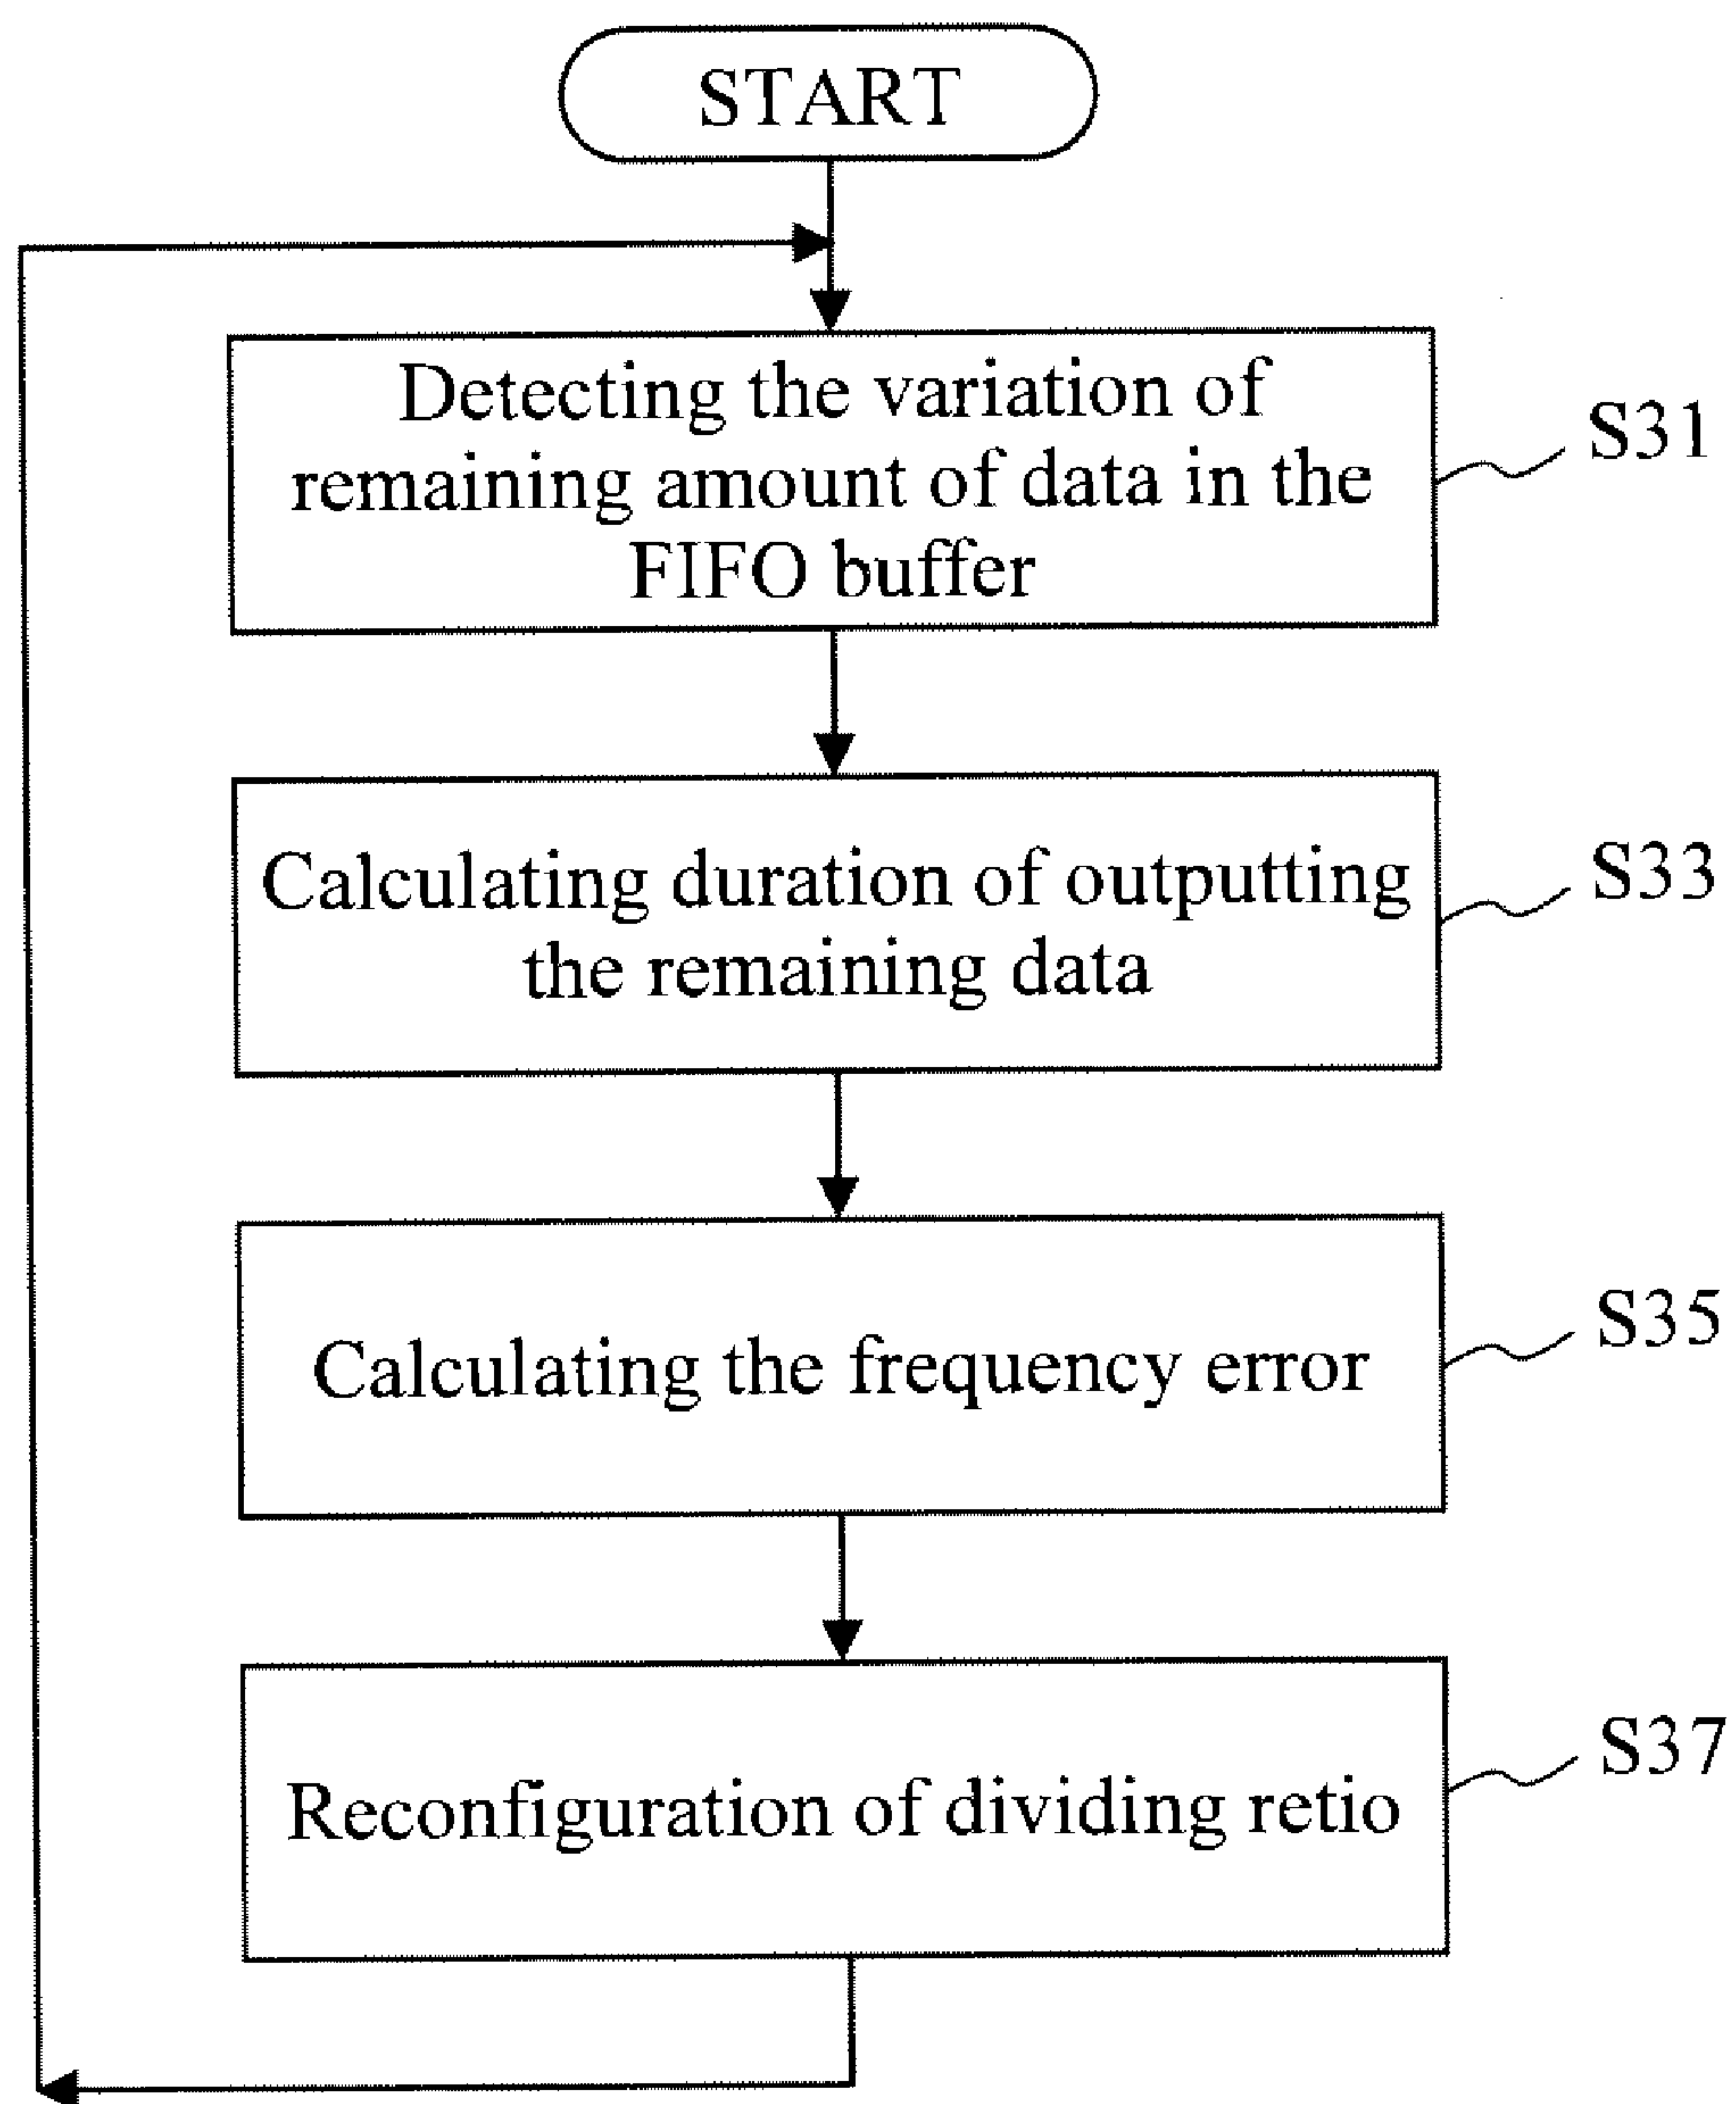 START
Detecting the variation of
remaining amount of data in the
FIFO buffer
S31
Calculating duration of outputting
the remaining data
S33
Calculating the frequency error
S35
Reconfiguration of dividing retio
S37